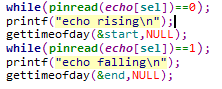 while(pinread(echo[sel])==0);
printf("echo rising\n");
gettimeofday(&start,NULL);
while(pinread(echo[sel])==1);
printf("echo falling\n");
gettimeofday(&end,NULL);